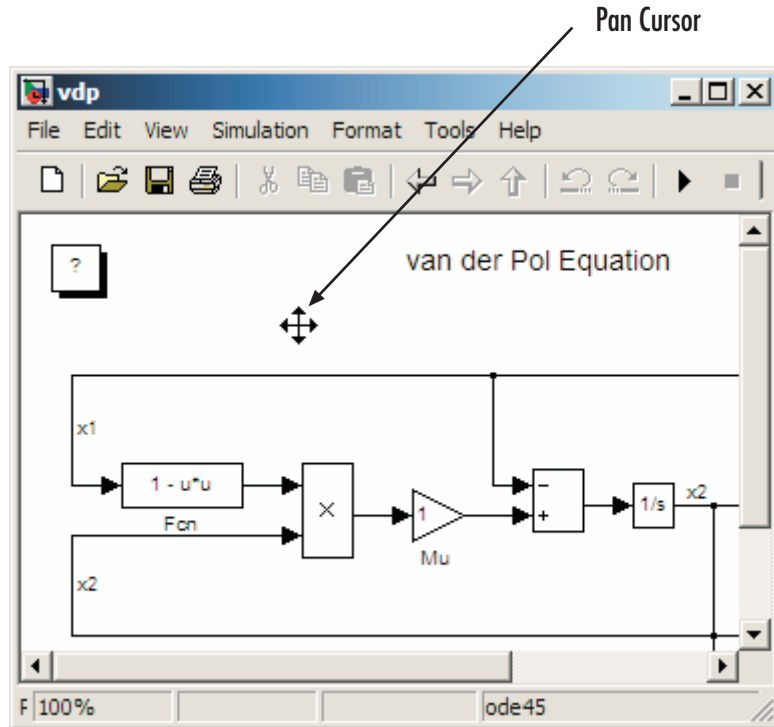 Pan Cursor
vdp
File Edit View Simulation Format Tools Help
?
van der Pol Equation
x1
1 - u*u
Fcn
×
1
Mu
−
+
1/s
x2
x2
F 100%
ode45